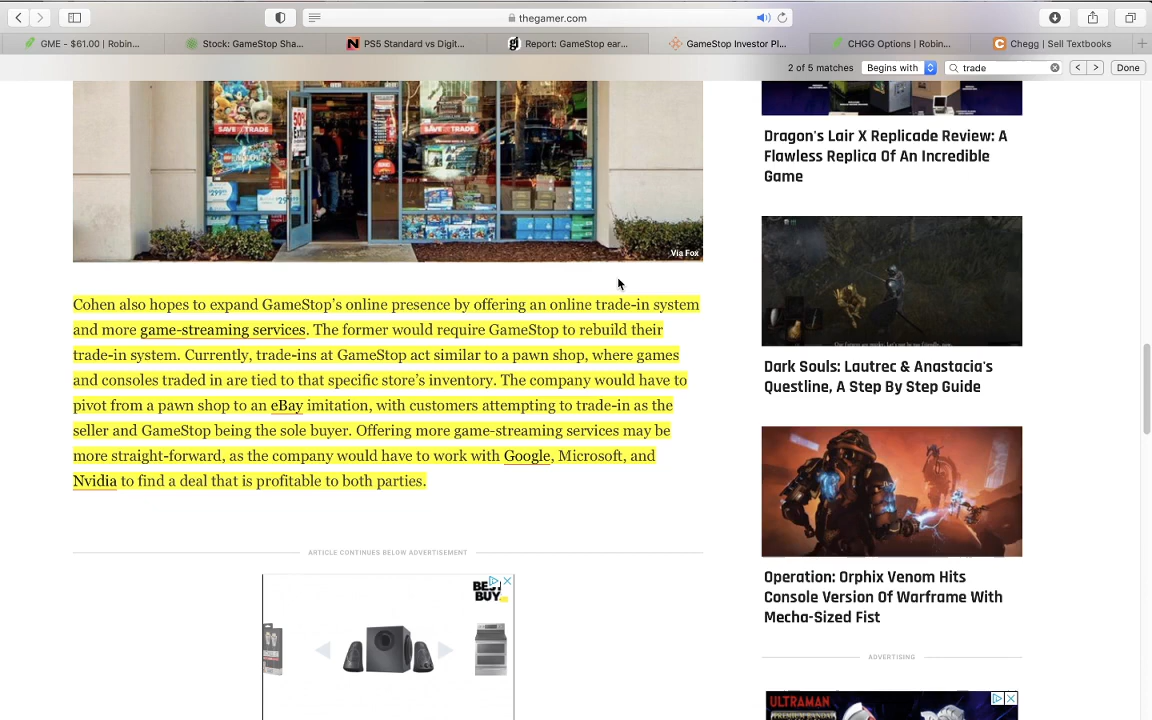 thegamer.com
GME - $61.00 | Robin...
Stock: GameStop Sha...
PS5 Standard vs Digit...
Report: GameStop ear...
GameStop Investor Pl...
CHGG Options | Robin...
Chegg | Sell Textbooks
2 of 5 matches
Begins with
trade
Done
SAVE TRADE
SAVE TRADE
50%
Via Fox
Cohen also hopes to expand GameStop's online presence by offering an online trade-in system
and more game-streaming services. The former would require GameStop to rebuild their
trade-in system. Currently, trade-ins at GameStop act similar to a pawn shop, where games
and consoles traded in are tied to that specific store's inventory. The company would have to
pivot from a pawn shop to an eBay imitation, with customers attempting to trade-in as the
seller and GameStop being the sole buyer. Offering more game-streaming services may be
more straight-forward, as the company would have to work with Google, Microsoft, and
Nvidia to find a deal that is profitable to both parties.
ARTICLE CONTINUES BELOW ADVERTISEMENT
BEST
BUY
Dragon's Lair X Replicade Review: A
Flawless Replica Of An Incredible
Game
Dark Souls: Lautrec & Anastacia's
Questline, A Step By Step Guide
Operation: Orphix Venom Hits
Console Version Of Warframe With
Mecha-Sized Fist
ADVERTISING
ULTRAMAN